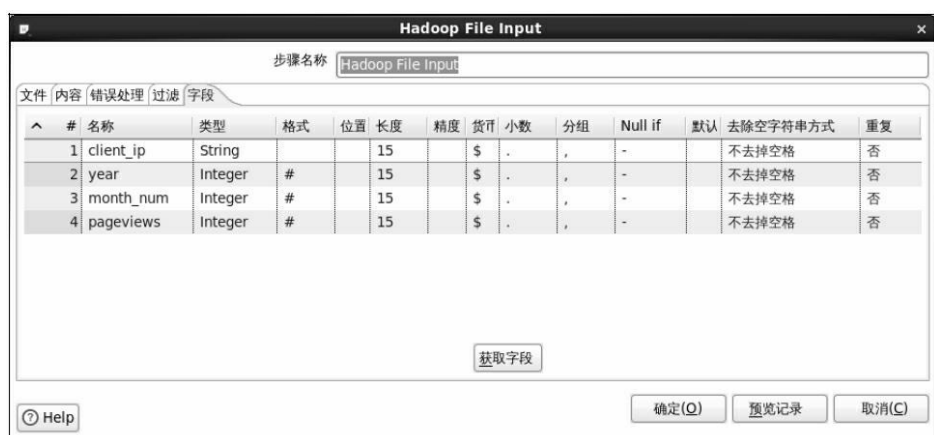 Hadoop File Input
步骤名称 Hadoop File Input
文件 内容 错误处理 过滤 字段
# 名称 类型 格式 位置 长度 精度 货币 小数 分组 Null if 默认 去除空字符串方式 重复
1 client_ip String 15 $ . , - 不去掉空格 否
2 year Integer # 15 $ . , - 不去掉空格 否
3 month_num Integer # 15 $ . , - 不去掉空格 否
4 pageviews Integer # 15 $ . , - 不去掉空格 否
获取字段
Help 确定(O) 预览记录 取消(C)